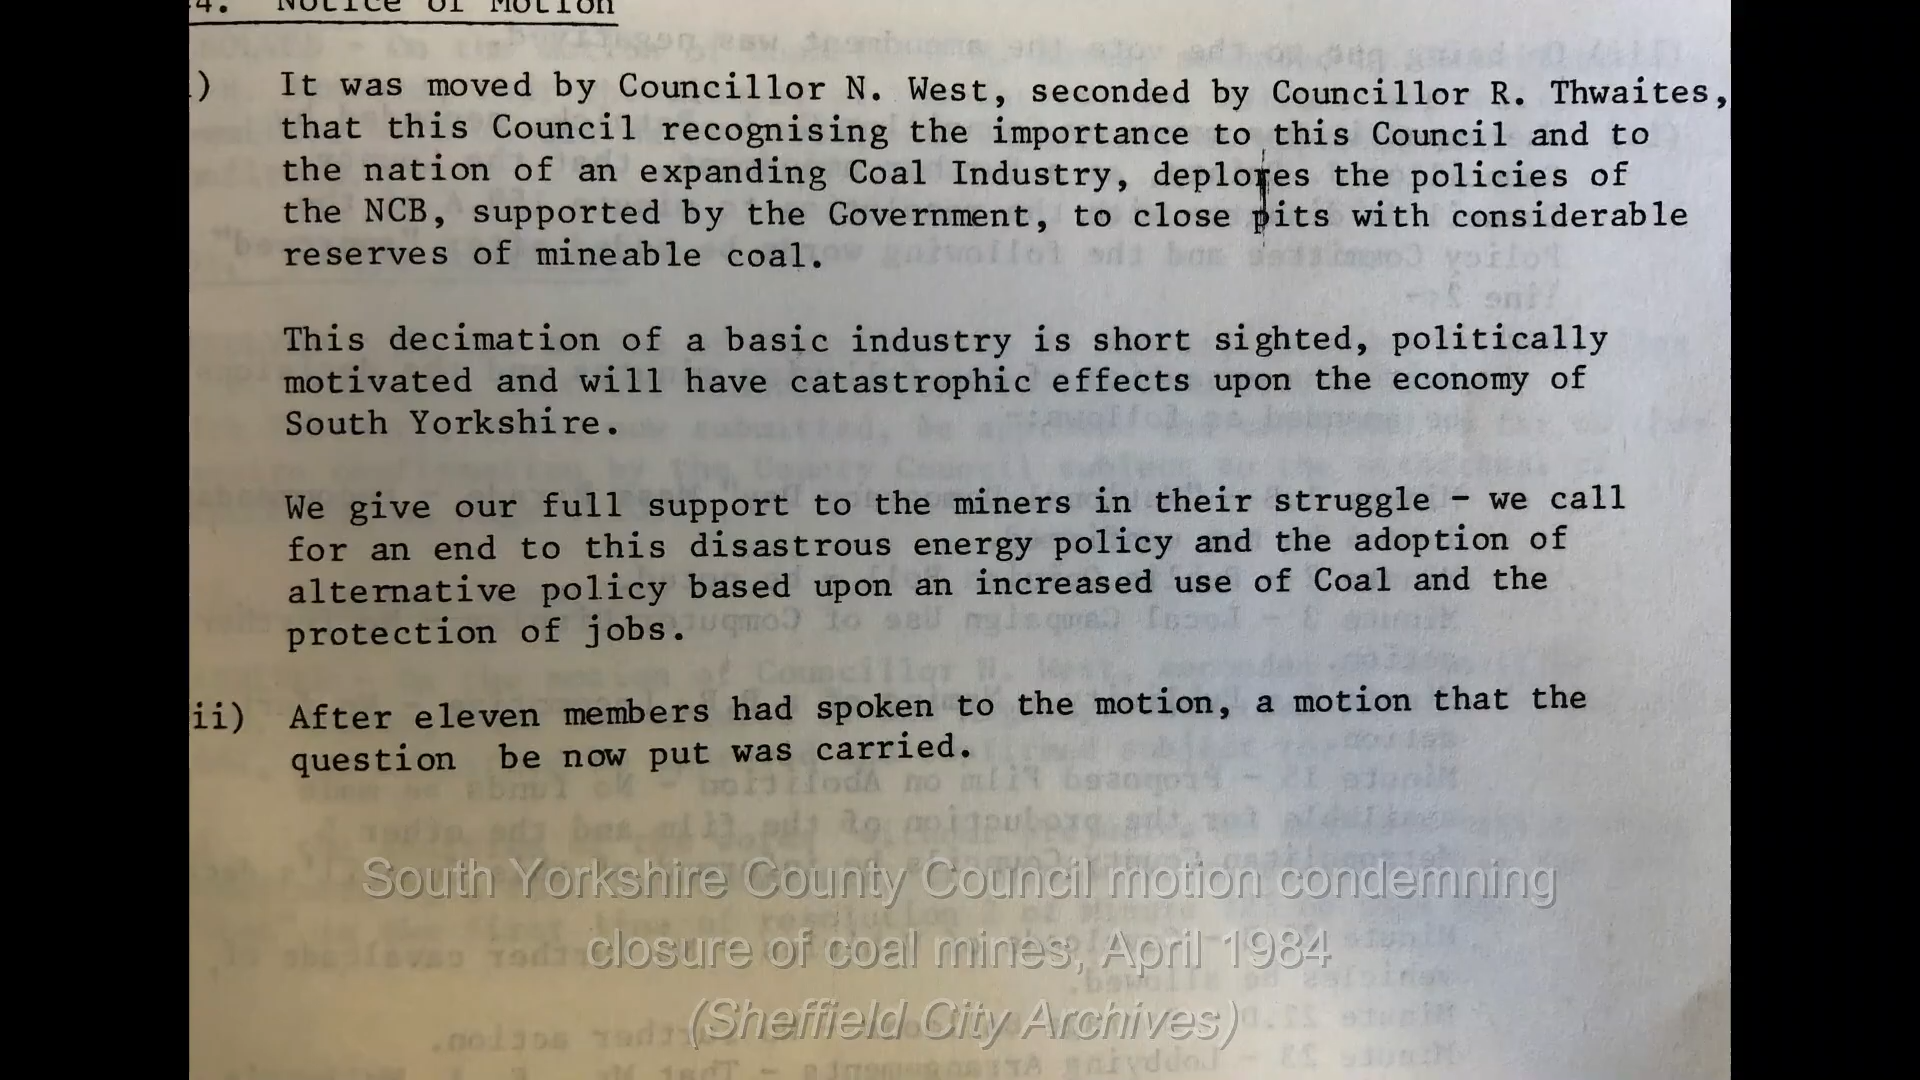 4. Notice of Motion
) It was moved by Councillor N. West, seconded by Councillor R. Thwaites,
that this Council recognising the importance to this Council and to
the nation of an expanding Coal Industry, deplores the policies of
the NCB, supported by the Government, to close pits with considerable
reserves of mineable coal.
This decimation of a basic industry is short sighted, politically
motivated and will have catastrophic effects upon the economy of
South Yorkshire.
We give our full support to the miners in their struggle - we call
for an end to this disastrous energy policy and the adoption of
alternative policy based upon an increased use of Coal and the
protection of jobs.
ii) After eleven members had spoken to the motion, a motion that the
question be now put was carried.
South Yorkshire County Council motion condemning
closure of coal mines, April 1984
(Sheffield City Archives)